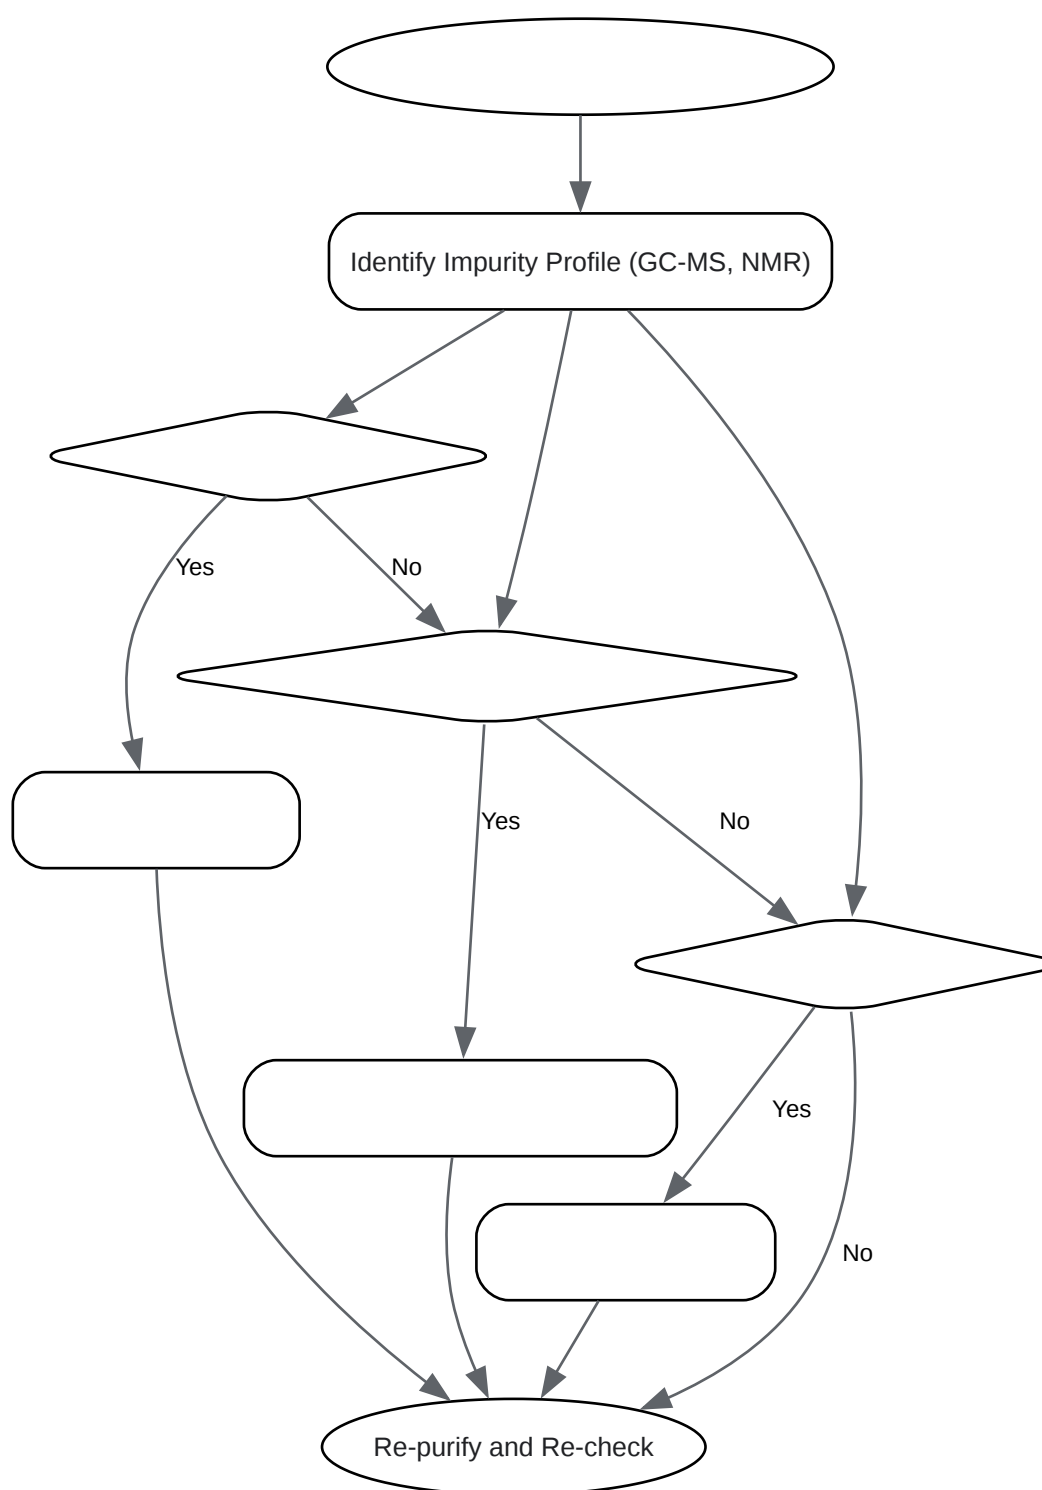 Identify Impurity Profile (GC-MS, NMR)
Yes
No
Yes
No
Yes
No
Re-purify and Re-check